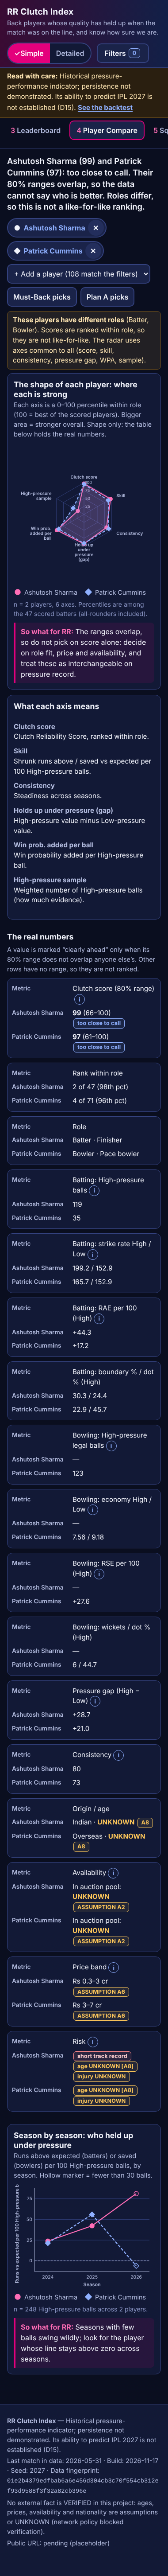 RR Clutch Index
Back players whose quality has held up when the match was on the line, and know how sure we are.
✓Simple
Detailed
Filters 0
Read with care: Historical pressure-performance indicator; persistence not demonstrated. Its ability to predict IPL 2027 is not established (D15). See the backtest
3 Leaderboard
4 Player Compare
5 Sq
Ashutosh Sharma (99) and Patrick Cummins (97): too close to call. Their 80% range overlap, so the data cannot say who is better. Roles differ, so this is not a like-for-like ranking.
Ashutosh Sharma ×
Patrick Cummins ×
+ Add a player (108 match the filters)
Must-Back picks
Plan A picks
These players have different roles (Batter, Bowler). Scores are ranked within role, so they are not like-for-like. The radar uses axes common to all (score, skill, consistency, pressure gap, WPA, sample).
The shape of each player: where each is strong
Each axis is a 0–100 percentile within role (100 = best of the scored players). Bigger area = stronger overall. Shape only: the table below holds the real numbers.
Clutch score
Skill
Consistency
Holds up under pressure (gap)
Win prob added per ball
High-pressure sample
Ashutosh Sharma
Patrick Cummins
n = 2 players, 6 axes. Percentiles are among the 47 scored batters (all-rounders included).
So what for RR: The ranges overlap, so do not pick on score alone: decide on role fit, price and availability, and treat these as interchangeable on pressure record.
What each axis means
Clutch score
Clutch Reliability Score, ranked within role.
Skill
Shrunk runs above / saved vs expected per 100 High-pressure balls.
Consistency
Steadiness across seasons.
Holds up under pressure (gap)
High-pressure value minus Low-pressure value.
Win prob. added per ball
Win probability added per High-pressure ball.
High-pressure sample
Weighted number of High-pressure balls (how much evidence).
The real numbers
A value is marked "clearly ahead" only when its 80% range does not overlap anyone else's. Other rows have no range, so they are not ranked.
Metric
Clutch score (80% range) i
Ashutosh Sharma
99 (66–100)
too close to call
Patrick Cummins
97 (61–100)
too close to call
Metric
Rank within role
Ashutosh Sharma
2 of 47 (98th pct)
Patrick Cummins
4 of 71 (96th pct)
Metric
Role
Ashutosh Sharma
Batter · Finisher
Patrick Cummins
Bowler · Pace bowler
Metric
Batting: High-pressure balls i
Ashutosh Sharma
119
Patrick Cummins
35
Metric
Batting: strike rate High / Low i
Ashutosh Sharma
199.2 / 152.9
Patrick Cummins
165.7 / 152.9
Metric
Batting: RAE per 100 (High) i
Ashutosh Sharma
+44.3
Patrick Cummins
+17.2
Metric
Batting: boundary % / dot % (High)
Ashutosh Sharma
30.3 / 24.4
Patrick Cummins
22.9 / 45.7
Metric
Bowling: High-pressure legal balls i
Ashutosh Sharma
—
Patrick Cummins
123
Metric
Bowling: economy High / Low i
Ashutosh Sharma
—
Patrick Cummins
7.56 / 9.18
Metric
Bowling: RSE per 100 (High) i
Ashutosh Sharma
—
Patrick Cummins
+27.6
Metric
Bowling: wickets / dot % (High)
Ashutosh Sharma
—
Patrick Cummins
6 / 44.7
Metric
Pressure gap (High − Low) i
Ashutosh Sharma
+28.7
Patrick Cummins
+21.0
Metric
Consistency i
Ashutosh Sharma
80
Patrick Cummins
73
Metric
Origin / age
Ashutosh Sharma
Indian · UNKNOWN A8
Patrick Cummins
Overseas · UNKNOWN A8
Metric
Availability i
Ashutosh Sharma
In auction pool: UNKNOWN
ASSUMPTION A2
Patrick Cummins
In auction pool: UNKNOWN
ASSUMPTION A2
Metric
Price band i
Ashutosh Sharma
Rs 0.3–3 cr
ASSUMPTION A6
Patrick Cummins
Rs 3–7 cr
ASSUMPTION A6
Metric
Risk i
Ashutosh Sharma
short track record
age UNKNOWN [A8]
injury UNKNOWN
Patrick Cummins
age UNKNOWN [A8]
injury UNKNOWN
Season by season: who held up under pressure
Runs above expected (batters) or saved (bowlers) per 100 High-pressure balls, by season. Hollow marker = fewer than 30 balls.
75
50
25
0
2024
2025
2026
Season
Ashutosh Sharma
Patrick Cummins
n = 248 High-pressure balls across 2 players.
So what for RR: Seasons with few balls swing wildly; look for the player whose line stays above zero across seasons.
RR Clutch Index — Historical pressure-performance indicator; persistence not demonstrated. Its ability to predict IPL 2027 is not established (D15).
Last match in data: 2026-05-31 · Build: 2026-11-17 · Seed: 2027 · Data fingerprint:
No external fact is VERIFIED in this project: ages, prices, availability and nationality are assumptions or UNKNOWN (network policy blocked verification).
Public URL: pending (placeholder)